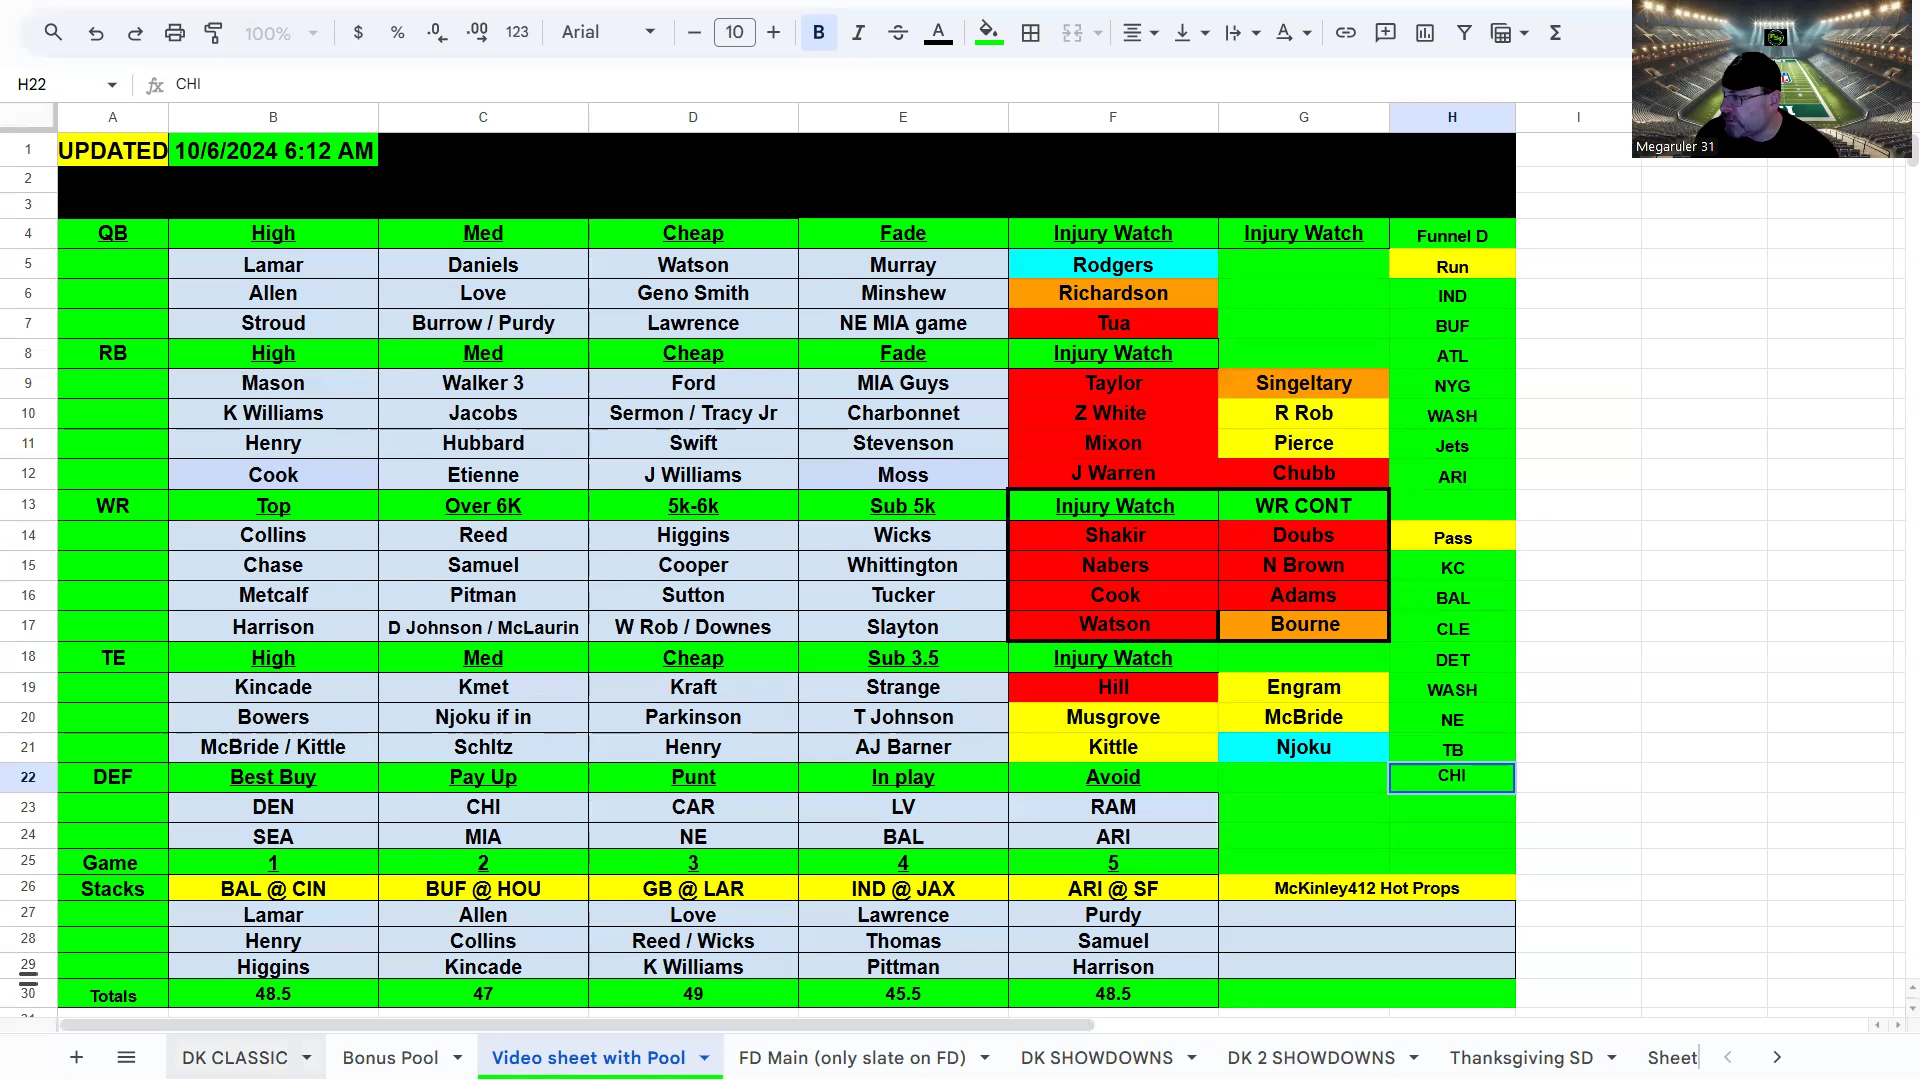 100% $ % .0 .00 123 Arial 10 B I A
H22 CHI
Megaruler 31
A B C D E F G H I
1 UPDATED 10/6/2024 6:12 AM
2
3
4 QB High Med Cheap Fade Injury Watch Injury Watch Funnel D
5 Lamar Daniels Watson Murray Rodgers Run
6 Allen Love Geno Smith Minshew Richardson IND
7 Stroud Burrow / Purdy Lawrence NE MIA game Tua BUF
8 RB High Med Cheap Fade Injury Watch ATL
9 Mason Walker 3 Ford MIA Guys Taylor Singeltary NYG
10 K Williams Jacobs Sermon / Tracy Jr Charbonnet Z White R Rob WASH
11 Henry Hubbard Swift Stevenson Mixon Pierce Jets
12 Cook Etienne J Williams Moss J Warren Chubb ARI
13 WR Top Over 6K 5k-6k Sub 5k Injury Watch WR CONT
14 Collins Reed Higgins Wicks Shakir Doubs Pass
15 Chase Samuel Cooper Whittington Nabers N Brown KC
16 Metcalf Pitman Sutton Tucker Cook Adams BAL
17 Harrison D Johnson / McLaurin W Rob / Downes Slayton Watson Bourne CLE
18 TE High Med Cheap Sub 3.5 Injury Watch DET
19 Kincade Kmet Kraft Strange Hill Engram WASH
20 Bowers Njoku if in Parkinson T Johnson Musgrove McBride NE
21 McBride / Kittle Schltz Henry AJ Barner Kittle Njoku TB
22 DEF Best Buy Pay Up Punt In play Avoid CHI
23 DEN CHI CAR LV RAM
24 SEA MIA NE BAL ARI
25 Game 1 2 3 4 5
26 Stacks BAL @ CIN BUF @ HOU GB @ LAR IND @ JAX ARI @ SF McKinley412 Hot Props
27 Lamar Allen Love Lawrence Purdy
28 Henry Collins Reed / Wicks Thomas Samuel
29 Higgins Kincade K Williams Pittman Harrison
30 Totals 48.5 47 49 45.5 48.5
DK CLASSIC Bonus Pool Video sheet with Pool FD Main (only slate on FD) DK SHOWDOWNS DK 2 SHOWDOWNS Thanksgiving SD Sheet